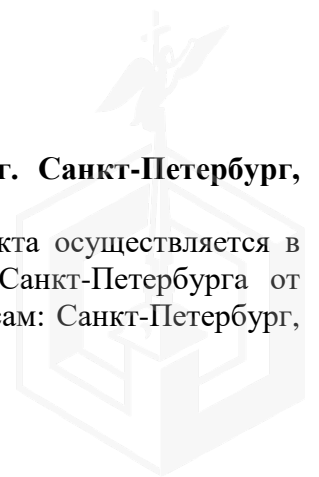 г. Санкт-Петербург,
кта осуществляется в
Санкт-Петербурга от
сам: Санкт-Петербург,